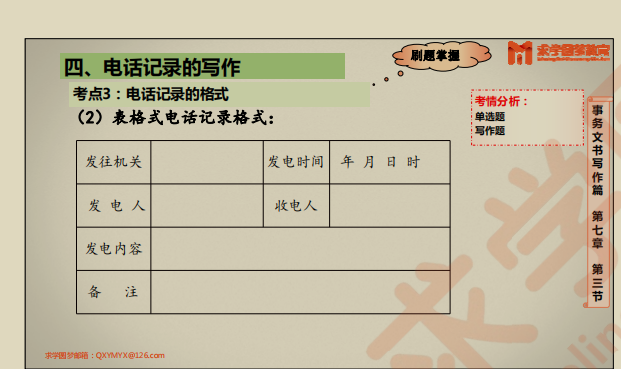 刷题掌握
求学圆梦教育
四、电话记录的写作
考点3：电话记录的格式
（2）表格式电话记录格式：
考情分析：
单选题
写作题
发往机关 发电时间 年 月 日 时
发 电 人 收电人
发电内容
备 注
事务文书写作篇 第七章 第三节
求学圆梦邮箱：QXYMYX@126.com
求学